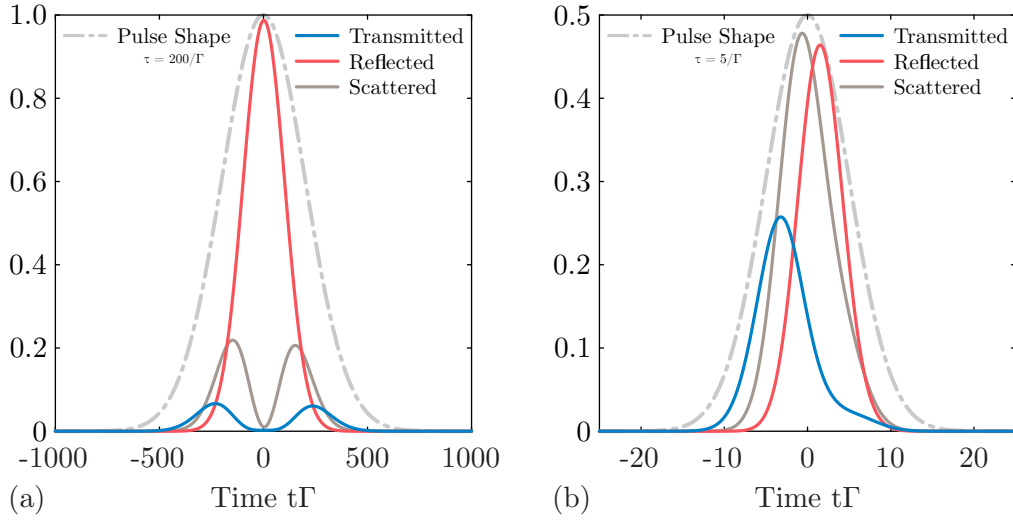 1.0
0.8
0.6
0.4
0.2
0
-1000
-500
0
500
1000
Pulse Shape
τ = 200/Γ
Transmitted
Reflected
Scattered
(a)
Time tΓ
0.5
0.4
0.3
0.2
0.1
0
-20
-10
0
10
20
Pulse Shape
τ = 5/Γ
Transmitted
Reflected
Scattered
(b)
Time tΓ